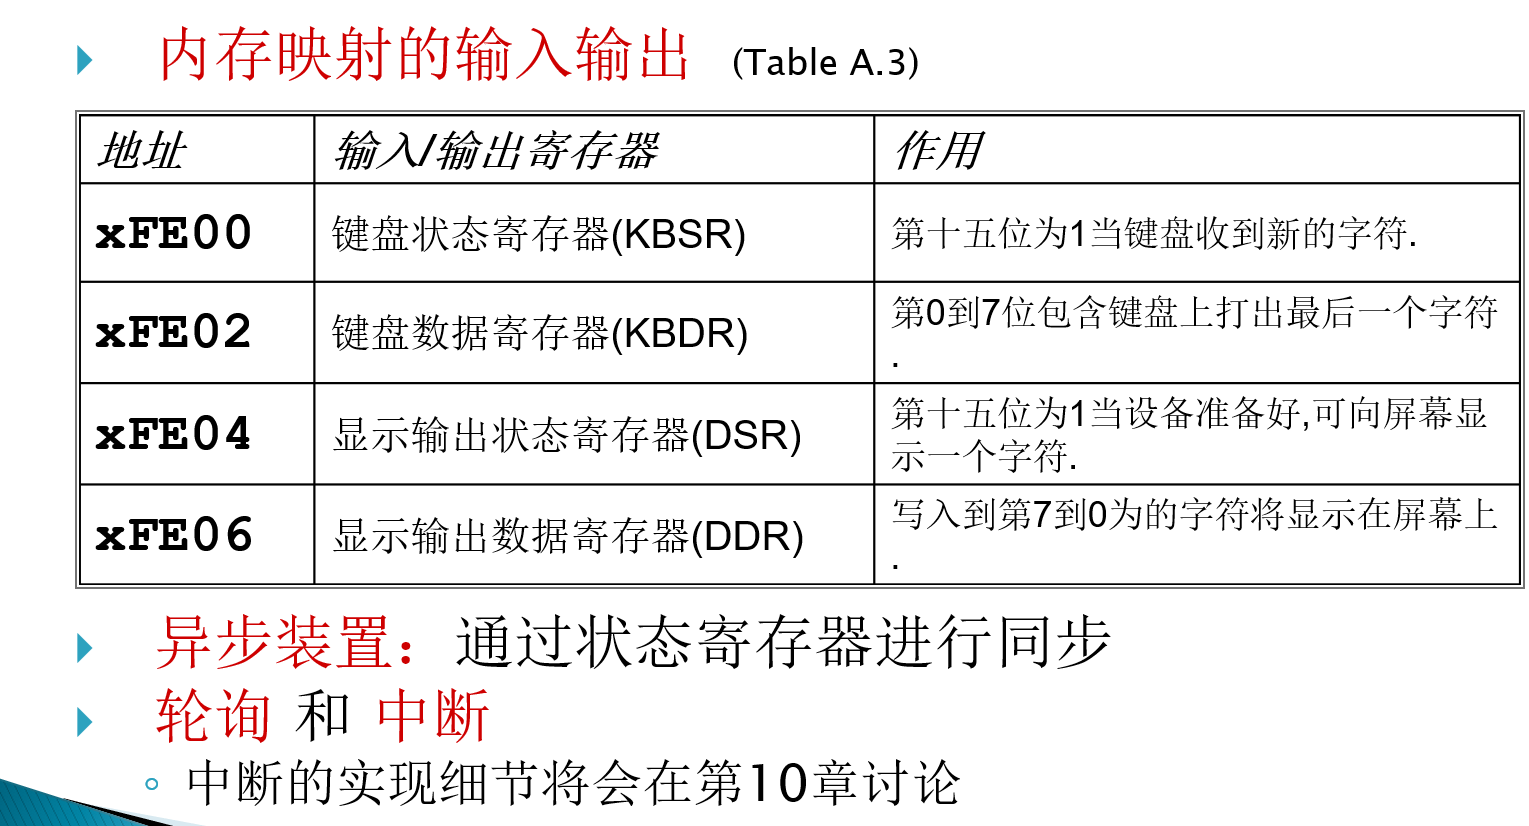 内存映射的输入输出 (Table A.3)
地址 输入/输出寄存器 作用
xFE00 键盘状态寄存器(KBSR) 第十五位为1当键盘收到新的字符.
xFE02 键盘数据寄存器(KBDR) 第0到7位包含键盘上打出最后一个字符
.
xFE04 显示输出状态寄存器(DSR) 第十五位为1当设备准备好,可向屏幕显
示一个字符.
xFE06 显示输出数据寄存器(DDR) 写入到第7到0为的字符将显示在屏幕上
.
异步装置：通过状态寄存器进行同步
轮询 和 中断
中断的实现细节将会在第10章讨论